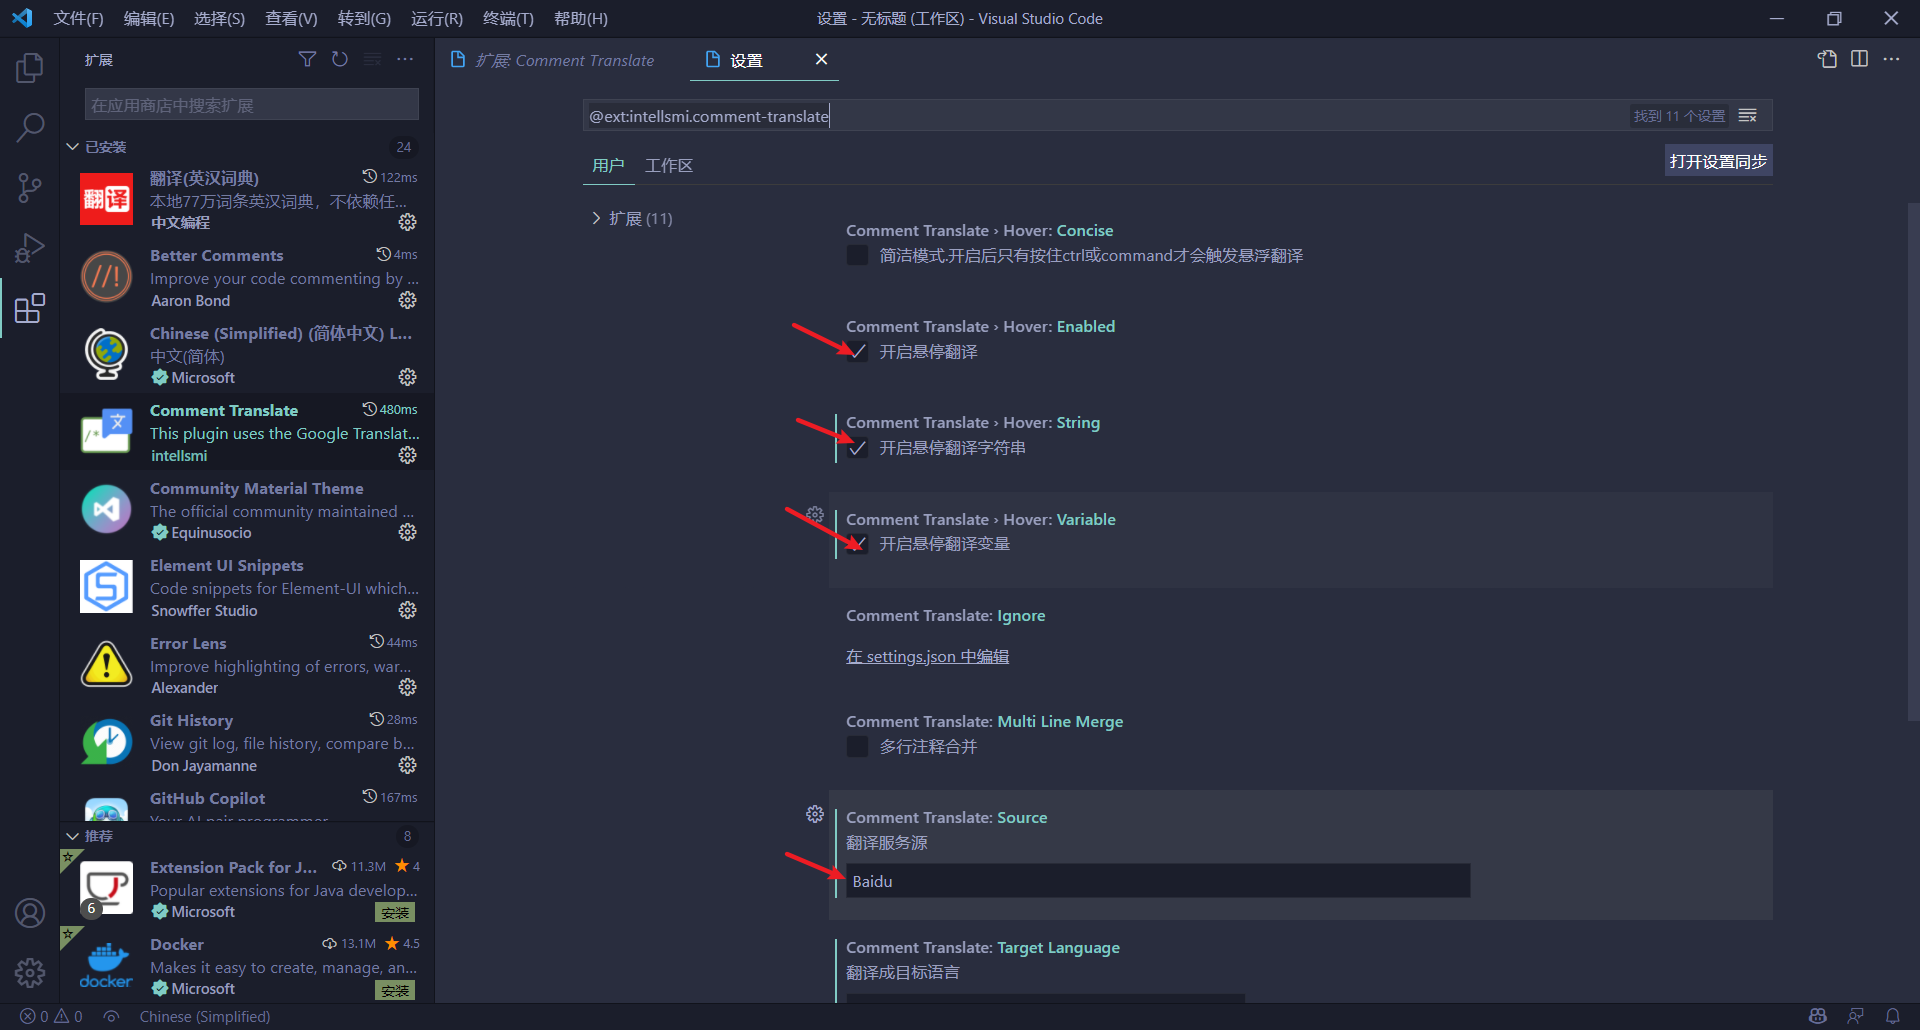 文件(F) 编辑(E) 选择(S) 查看(V) 转到(G) 运行(R) 终端(T) 帮助(H)
设置 - 无标题 (工作区) - Visual Studio Code
扩展
在应用商店中搜索扩展
已安装 24
翻译
翻译(英汉词典) 122ms
本地77万词条英汉词典，不依赖任...
中文编程
Better Comments 4ms
Improve your code commenting by ...
Aaron Bond
Chinese (Simplified) (简体中文) L...
中文(简体)
Microsoft
Comment Translate 480ms
This plugin uses the Google Translat...
intellsmi
Community Material Theme
The official community maintained ...
Equinusocio
Element UI Snippets
Code snippets for Element-UI which...
Snowffer Studio
Error Lens 44ms
Improve highlighting of errors, war...
Alexander
Git History 28ms
View git log, file history, compare b...
Don Jayamanne
GitHub Copilot 167ms
Your AI pair programmer
推荐 8
Extension Pack for J... 11.3M 4
Popular extensions for Java develop...
6
Microsoft 安装
Docker 13.1M 4.5
Makes it easy to create, manage, an...
docker
Microsoft 安装
扩展: Comment Translate
设置
@ext:intellsmi.comment-translate
找到 11 个设置
用户 工作区
打开设置同步
扩展 (11)
Comment Translate › Hover: Concise
简洁模式.开启后只有按住ctrl或command才会触发悬浮翻译
Comment Translate › Hover: Enabled
开启悬停翻译
Comment Translate › Hover: String
开启悬停翻译字符串
Comment Translate › Hover: Variable
开启悬停翻译变量
Comment Translate: Ignore
在 settings.json 中编辑
Comment Translate: Multi Line Merge
多行注释合并
Comment Translate: Source
翻译服务源
Baidu
Comment Translate: Target Language
翻译成目标语言
0 0 Chinese (Simplified)